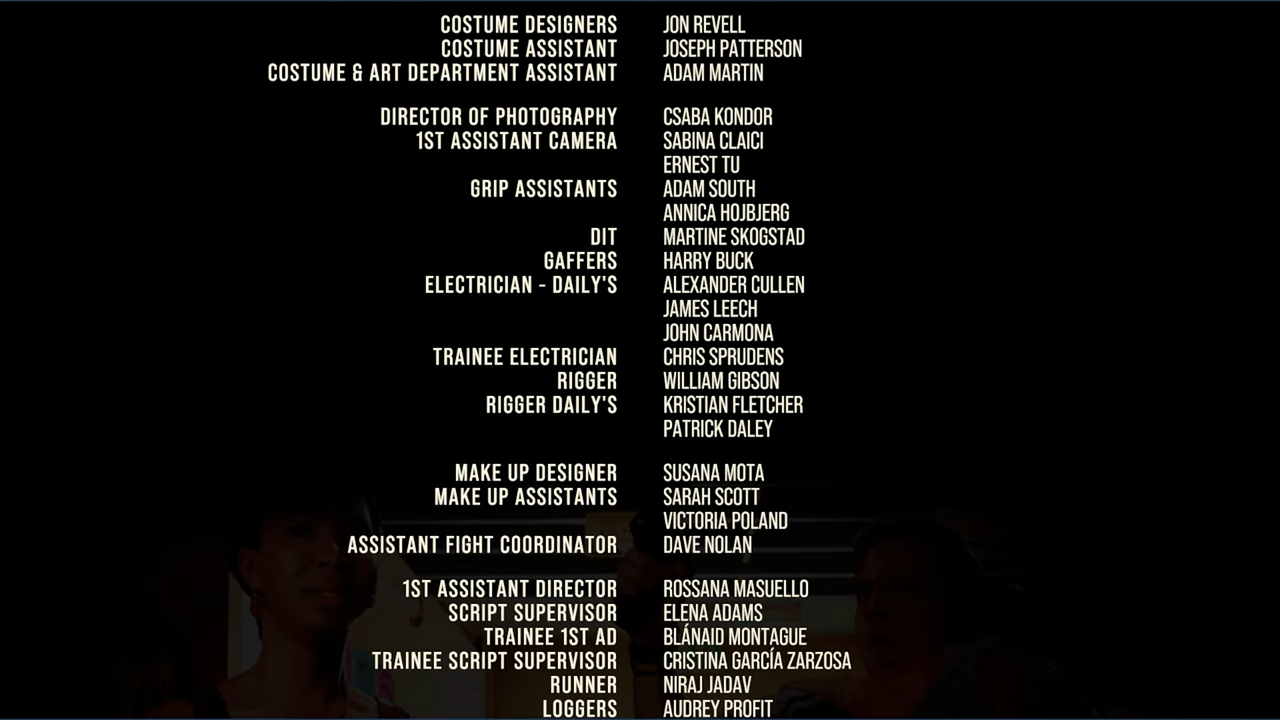 COSTUME DESIGNERS JON REVELL
COSTUME ASSISTANT JOSEPH PATTERSON
COSTUME & ART DEPARTMENT ASSISTANT ADAM MARTIN
DIRECTOR OF PHOTOGRAPHY CSABA KONDOR
1ST ASSISTANT CAMERA SABINA CLAICI
ERNEST TU
GRIP ASSISTANTS ADAM SOUTH
ANNICA HOJBJERG
DIT MARTINE SKOGSTAD
GAFFERS HARRY BUCK
ELECTRICIAN - DAILY'S ALEXANDER CULLEN
JAMES LEECH
JOHN CARMONA
TRAINEE ELECTRICIAN CHRIS SPRUDENS
RIGGER WILLIAM GIBSON
RIGGER DAILY'S KRISTIAN FLETCHER
PATRICK DALEY
MAKE UP DESIGNER SUSANA MOTA
MAKE UP ASSISTANTS SARAH SCOTT
VICTORIA POLAND
ASSISTANT FIGHT COORDINATOR DAVE NOLAN
1ST ASSISTANT DIRECTOR ROSSANA MASUELLO
SCRIPT SUPERVISOR ELENA ADAMS
TRAINEE 1ST AD BLÁNAID MONTAGUE
TRAINEE SCRIPT SUPERVISOR CRISTINA GARCÍA ZARZOSA
RUNNER NIRAJ JADAV
LOGGERS AUDREY PROFIT